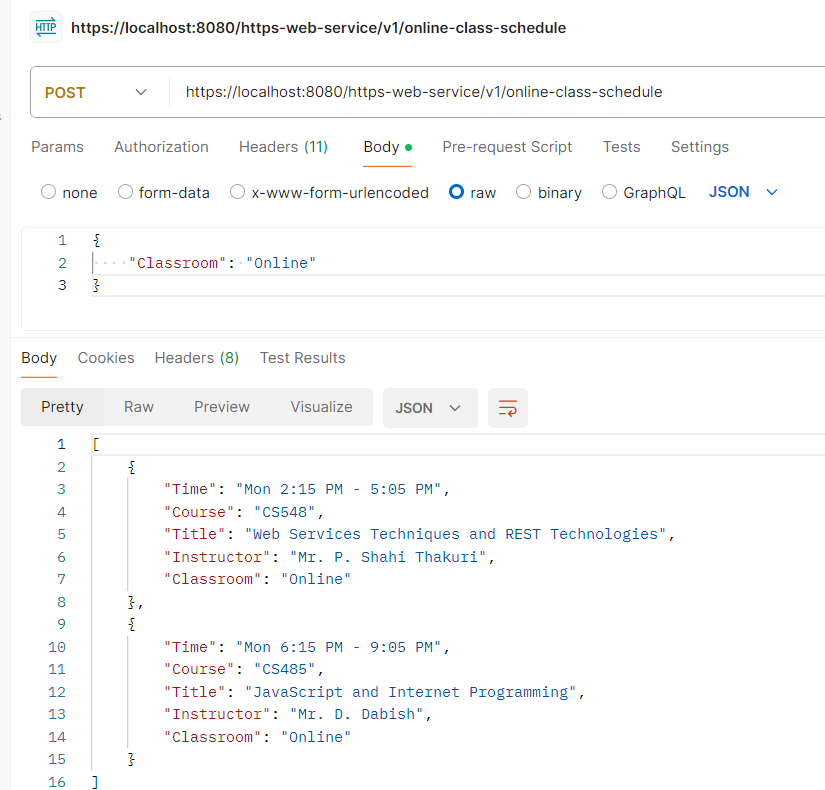 HTTP https://localhost:8080/https-web-service/v1/online-class-schedule
POST https://localhost:8080/https-web-service/v1/online-class-schedule
Params Authorization Headers (11) Body Pre-request Script Tests Settings
none form-data x-www-form-urlencoded raw binary GraphQL JSON
1 {
2 ····"Classroom":·"Online"
3 }
Body Cookies Headers (8) Test Results
Pretty Raw Preview Visualize JSON
1 [
2 {
3 "Time": "Mon 2:15 PM - 5:05 PM",
4 "Course": "CS548",
5 "Title": "Web Services Techniques and REST Technologies",
6 "Instructor": "Mr. P. Shahi Thakuri",
7 "Classroom": "Online"
8 },
9 {
10 "Time": "Mon 6:15 PM - 9:05 PM",
11 "Course": "CS485",
12 "Title": "JavaScript and Internet Programming",
13 "Instructor": "Mr. D. Dabish",
14 "Classroom": "Online"
15 }
16 ]